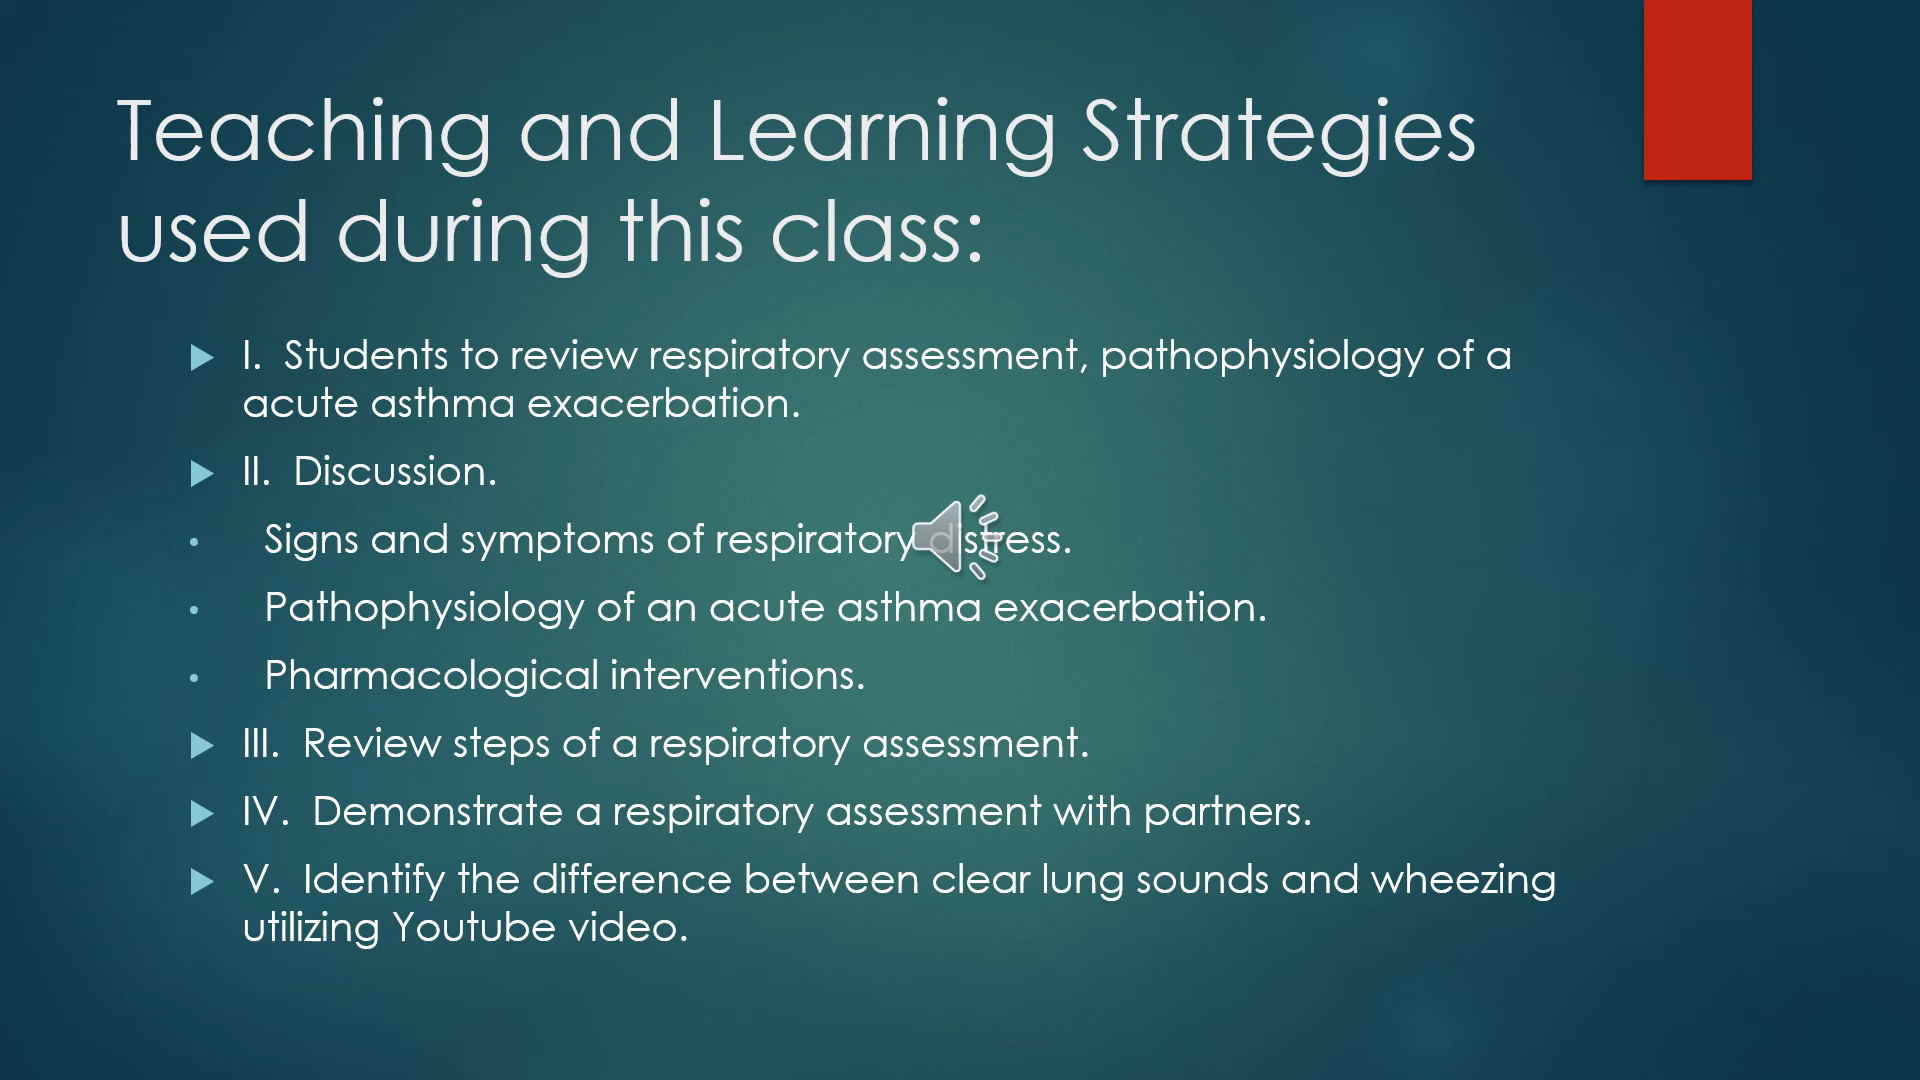 Teaching and Learning Strategies
used during this class:
I. Students to review respiratory assessment, pathophysiology of a
acute asthma exacerbation.
II. Discussion.
Signs and symptoms of respiratory distress.
Pathophysiology of an acute asthma exacerbation.
Pharmacological interventions.
III. Review steps of a respiratory assessment.
IV. Demonstrate a respiratory assessment with partners.
V. Identify the difference between clear lung sounds and wheezing
utilizing Youtube video.